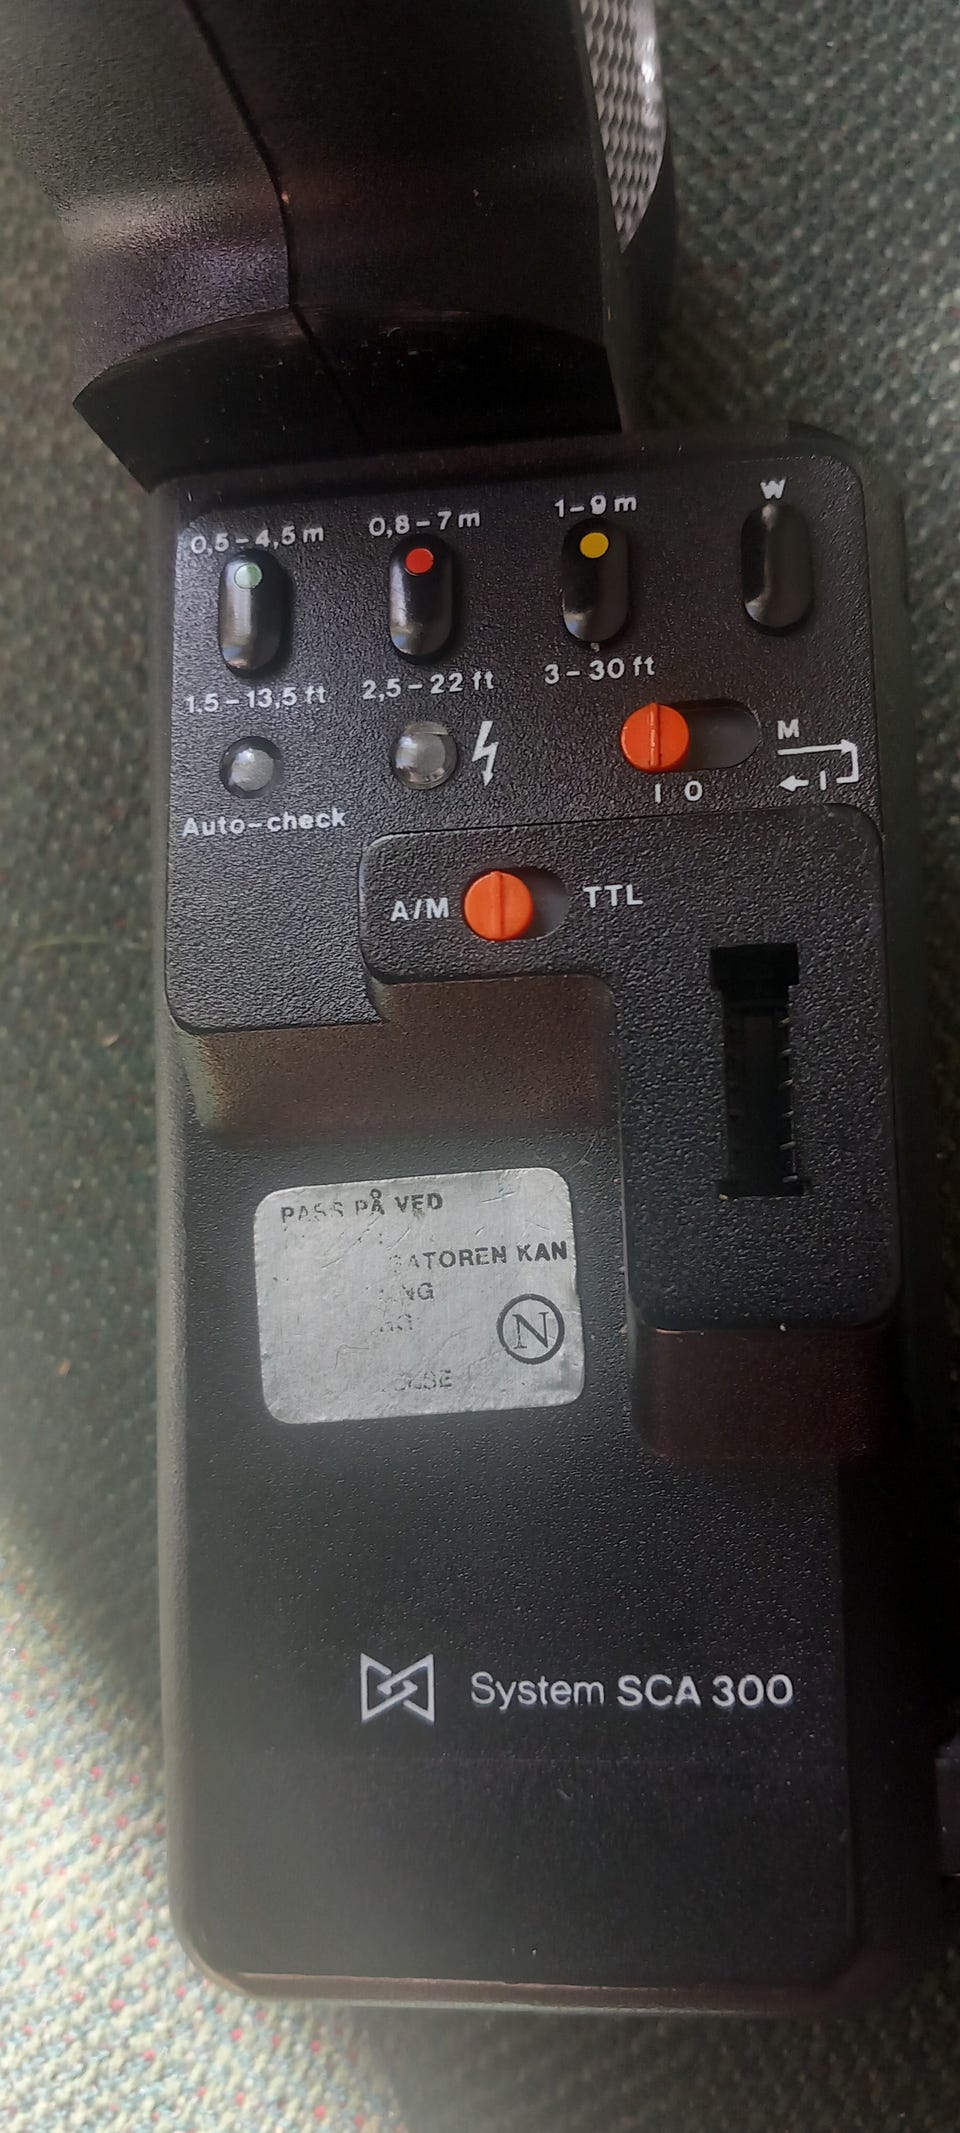 0,5-4,5 m 0,8-7 m 1-9 m W
1.5-13,5 ft 2,5-22 ft 3-30 ft
M
I 0 I
Auto-check
A/M TTL
PASS PÅ VED
KAN
N
System SCA 300